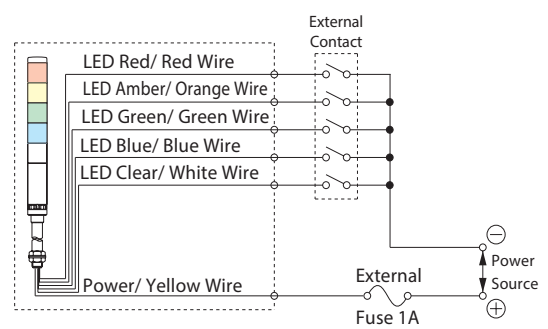 External
Contact
LED Red/ Red Wire
LED Amber/ Orange Wire
LED Green/ Green Wire
LED Blue/ Blue Wire
LED Clear/ White Wire
Power/ Yellow Wire
External
Fuse 1A
−
Power
Source
+